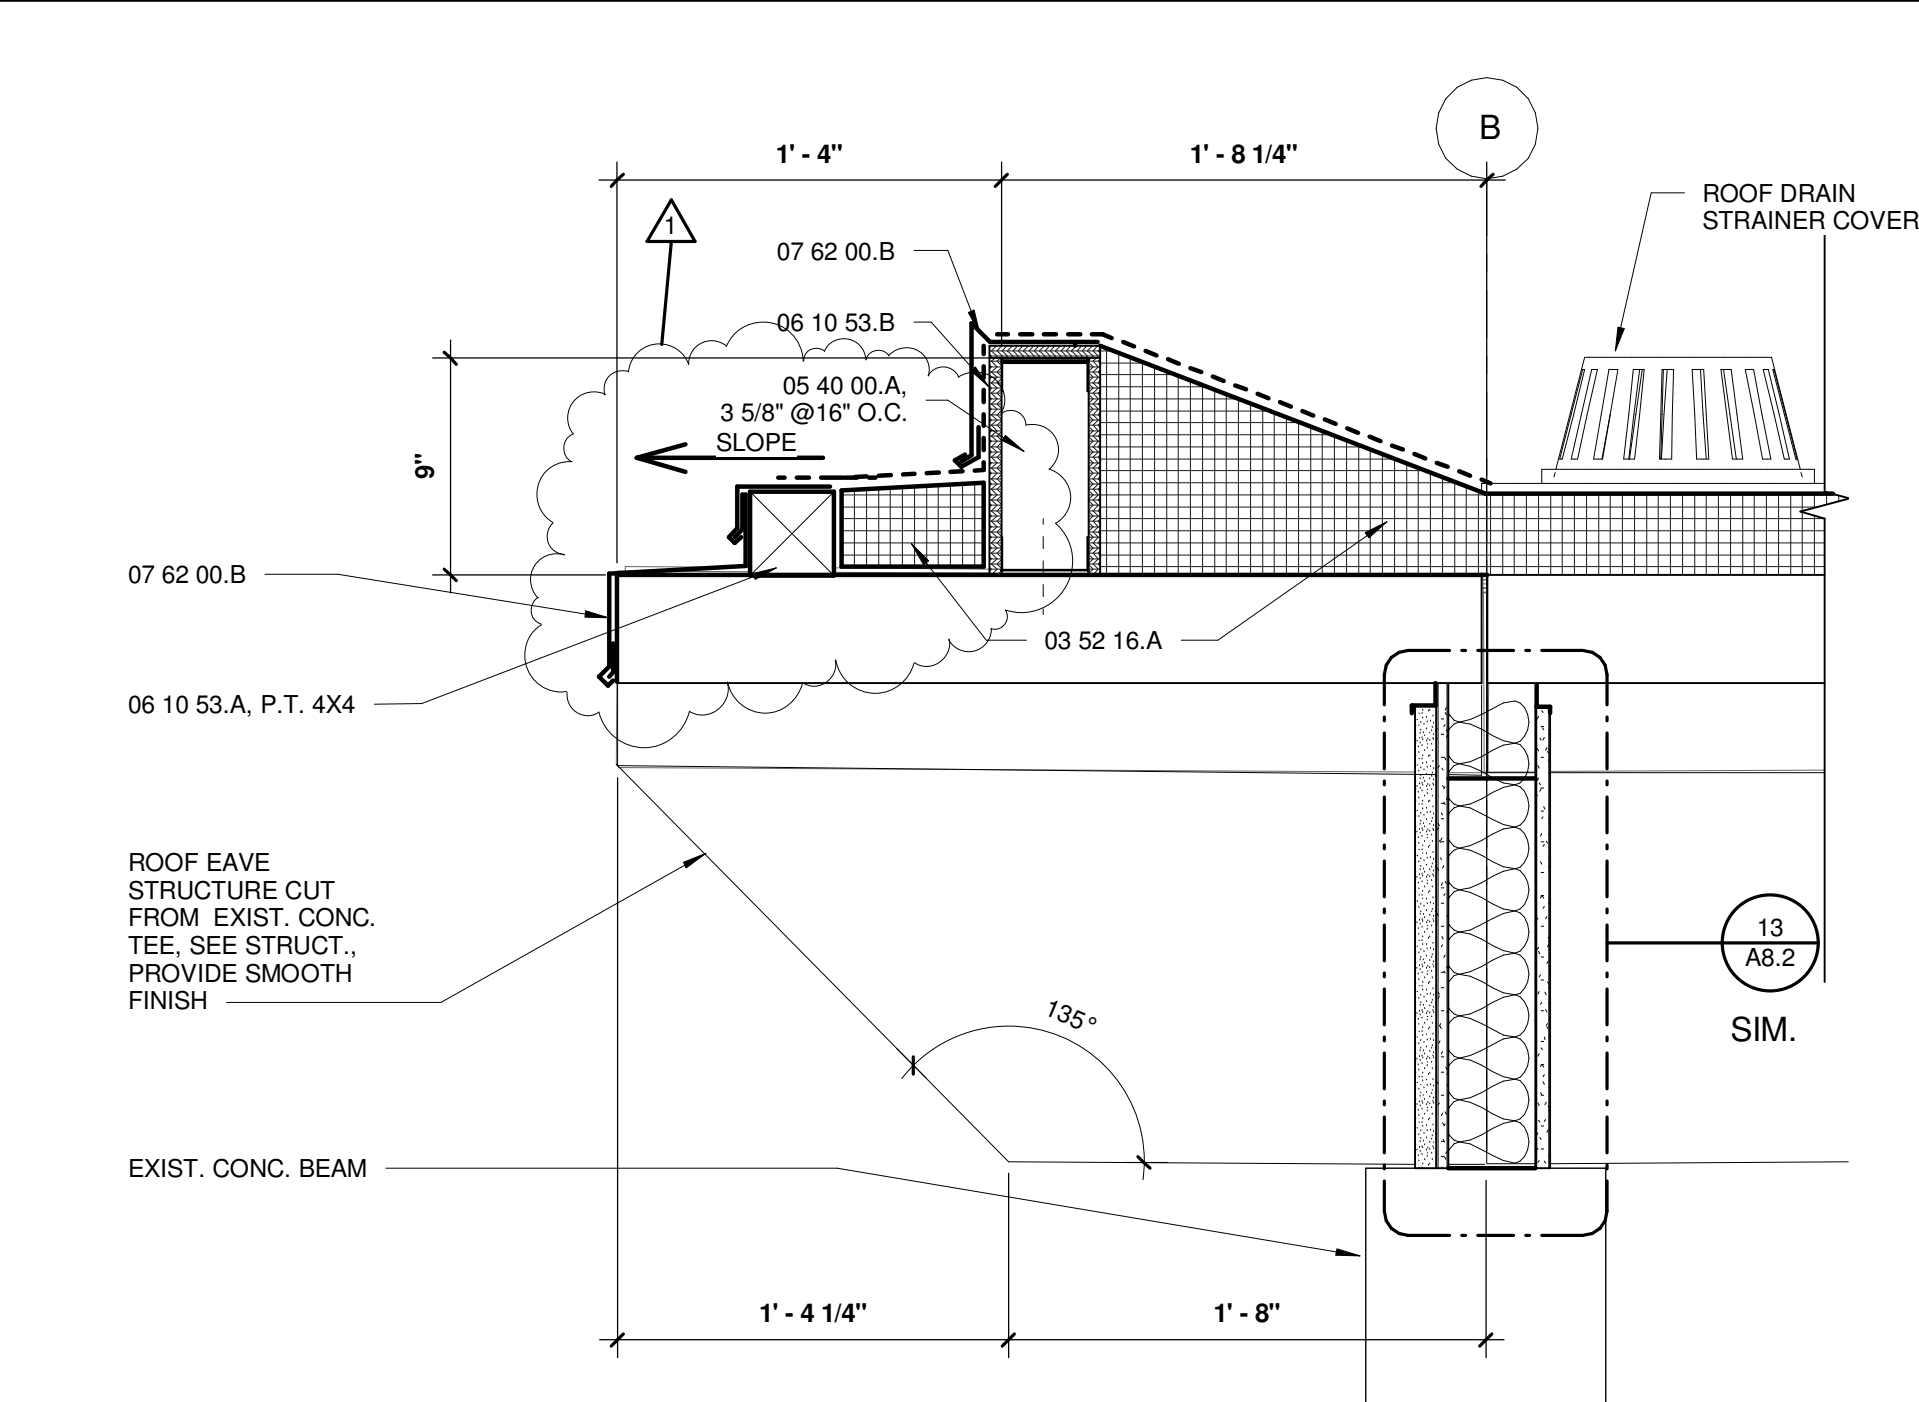 B
1' - 4"
1' - 8 1/4"
ROOF DRAIN
STRAINER COVER
1
07 62 00.B
06 10 53.B
05 40 00.A,
3 5/8" @16" O.C.
SLOPE
9"
07 62 00.B
03 52 16.A
06 10 53.A, P.T. 4X4
ROOF EAVE
STRUCTURE CUT
FROM  EXIST. CONC.
TEE, SEE STRUCT.,
PROVIDE SMOOTH
FINISH
13
A8.2
SIM.
135°
EXIST. CONC. BEAM
1' - 4 1/4"
1' - 8"